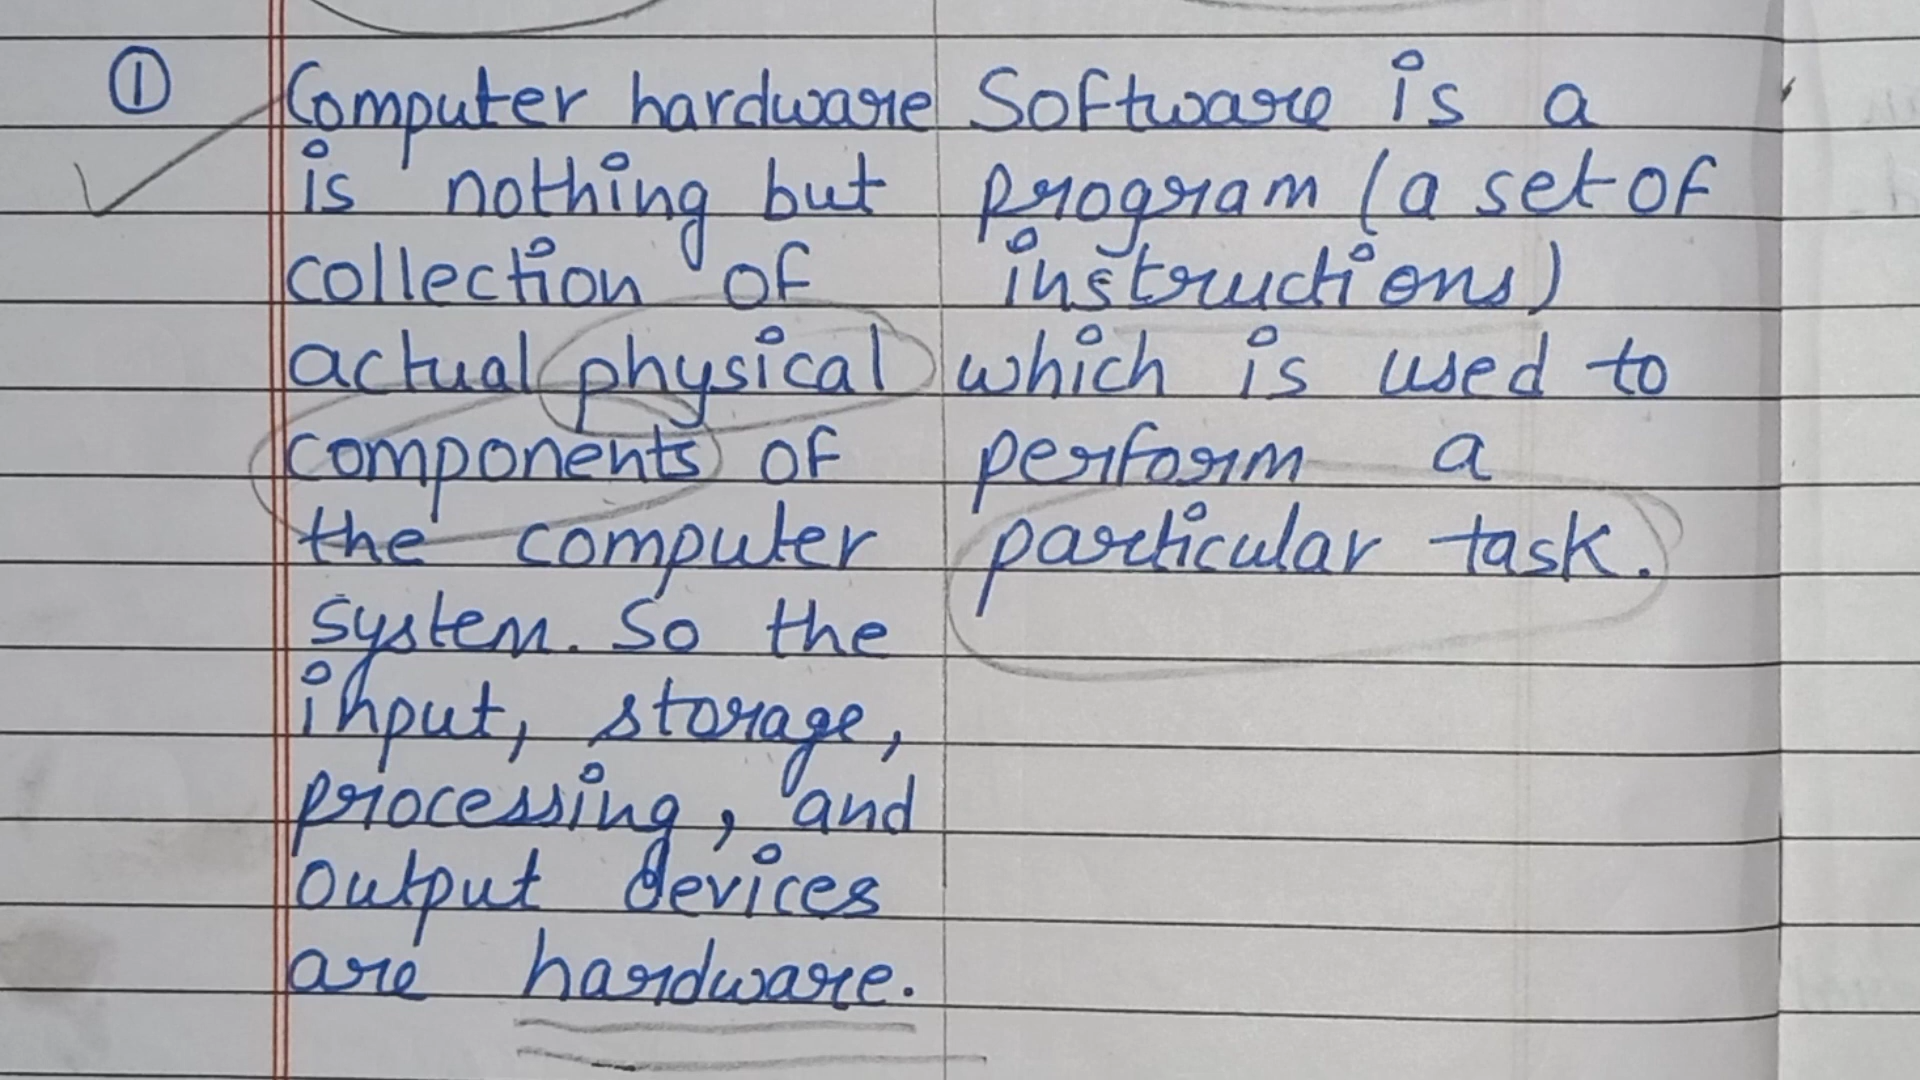 ①
Computer hardware
is nothing but
collection of
actual physical
components of
the computer
system. So the
input, storage,
processing, and
output devices
are hardware.
Software is a
program (a set of
instructions)
which is used to
perform a
particular task.